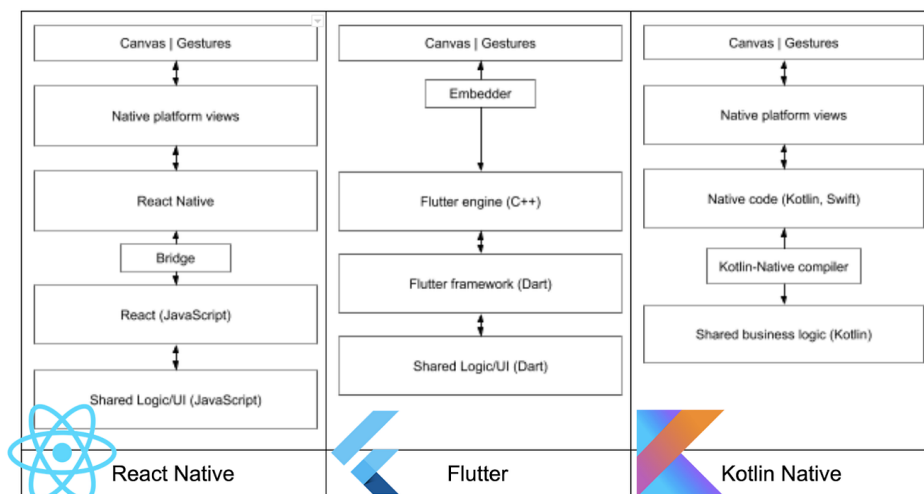 Canvas | Gestures
Native platform views
React Native
Bridge
React (JavaScript)
Shared Logic/UI (JavaScript)
React Native
Canvas | Gestures
Embedder
Flutter engine (C++)
Flutter framework (Dart)
Shared Logic/UI (Dart)
Flutter
Canvas | Gestures
Native platform views
Native code (Kotlin, Swift)
Kotlin-Native compiler
Shared business logic (Kotlin)
Kotlin Native